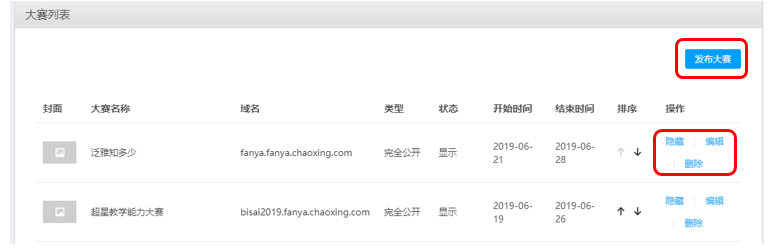 大赛列表
发布大赛
封面 大赛名称 域名 类型 状态 开始时间 结束时间 排序 操作
泛雅知多少 fanya.fanya.chaoxing.com 完全公开 显示 2019-06-21 2019-06-28 隐藏 编辑
删除
超星教学能力大赛 bisai2019.fanya.chaoxing.com 完全公开 显示 2019-06-19 2019-06-26 隐藏 编辑
删除